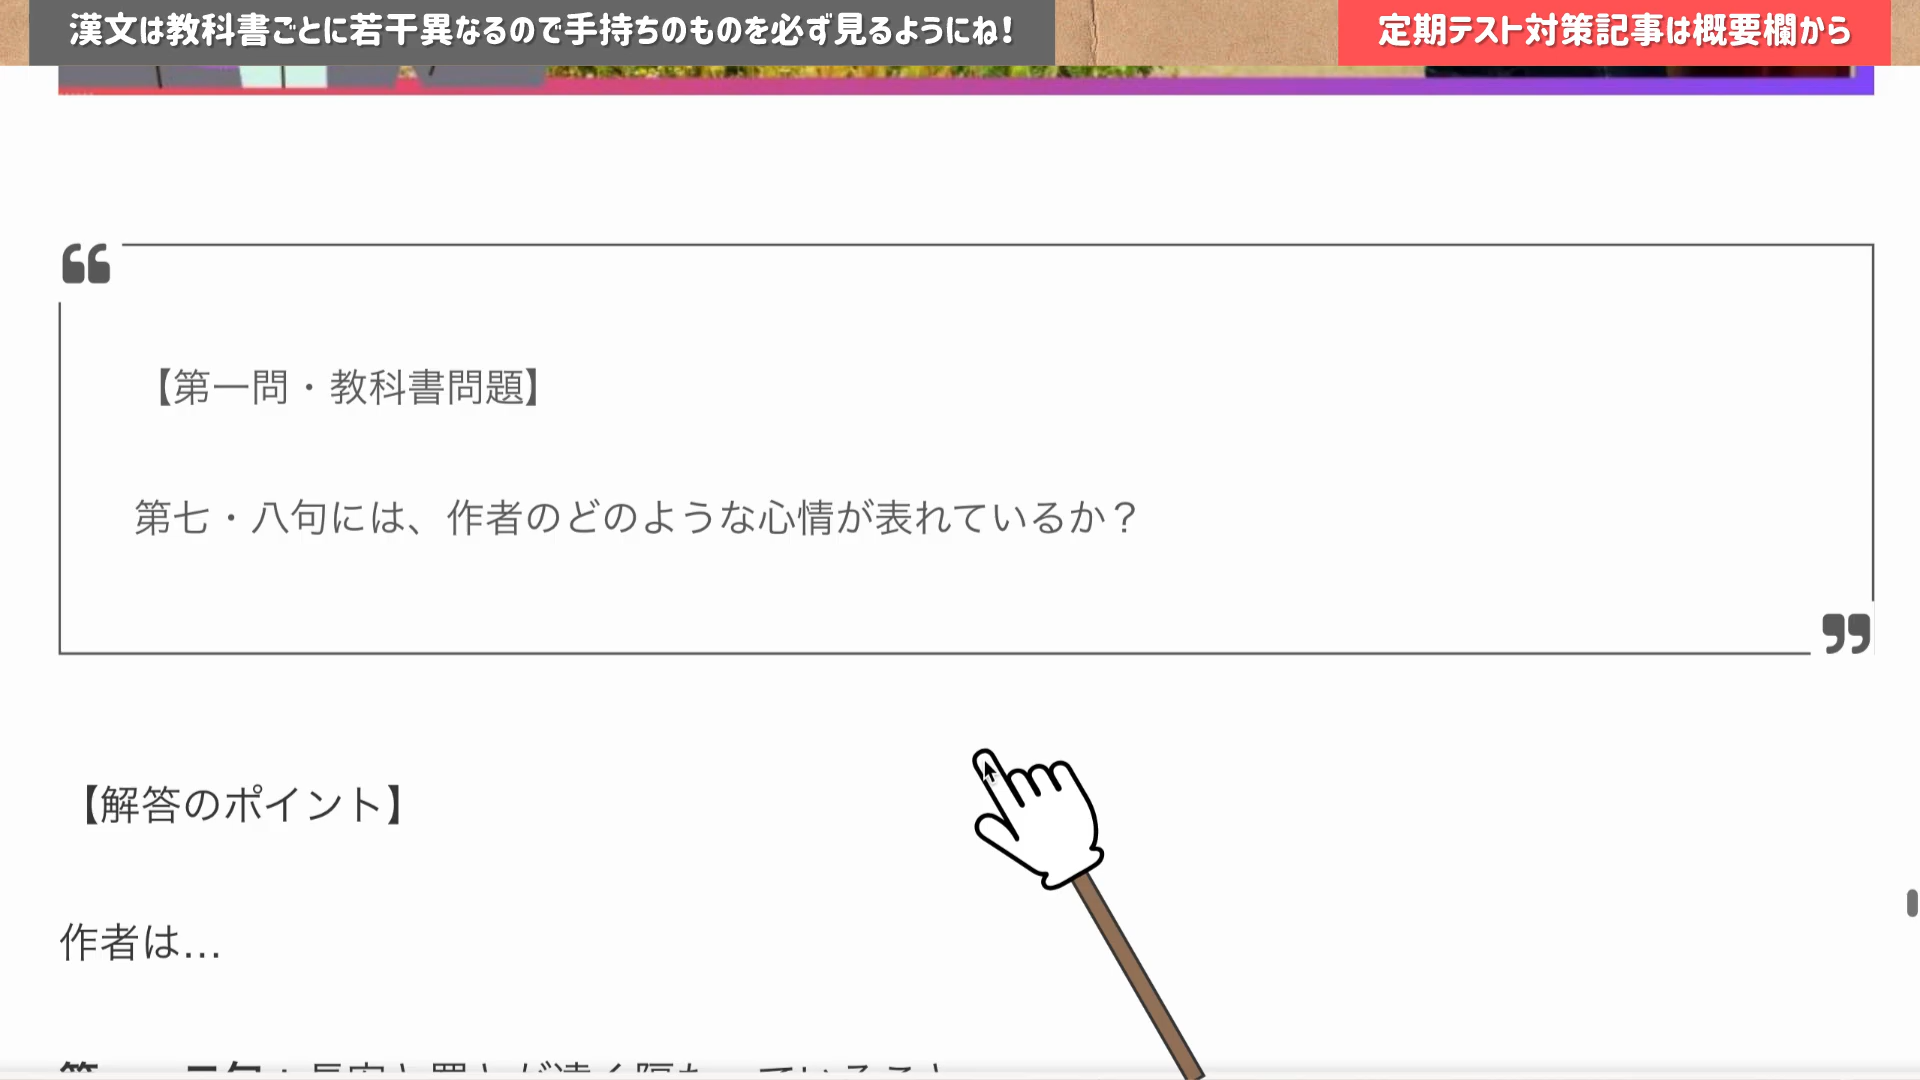 漢文は教科書ごとに若干異なるので手持ちのものを必ず見るようにね!
定期テスト対策記事は概要欄から
【第一問・教科書問題】
第七・八句には、作者のどのような心情が表れているか？
【解答のポイント】
作者は…